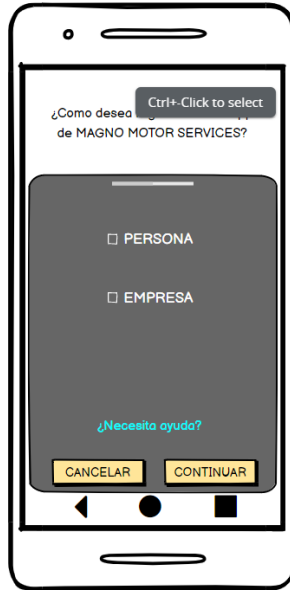 Ctrl+-Click to select
¿Como desea
de MAGNO MOTOR SERVICES?
□ PERSONA
□ EMPRESA
¿Necesita ayuda?
CANCELAR
CONTINUAR